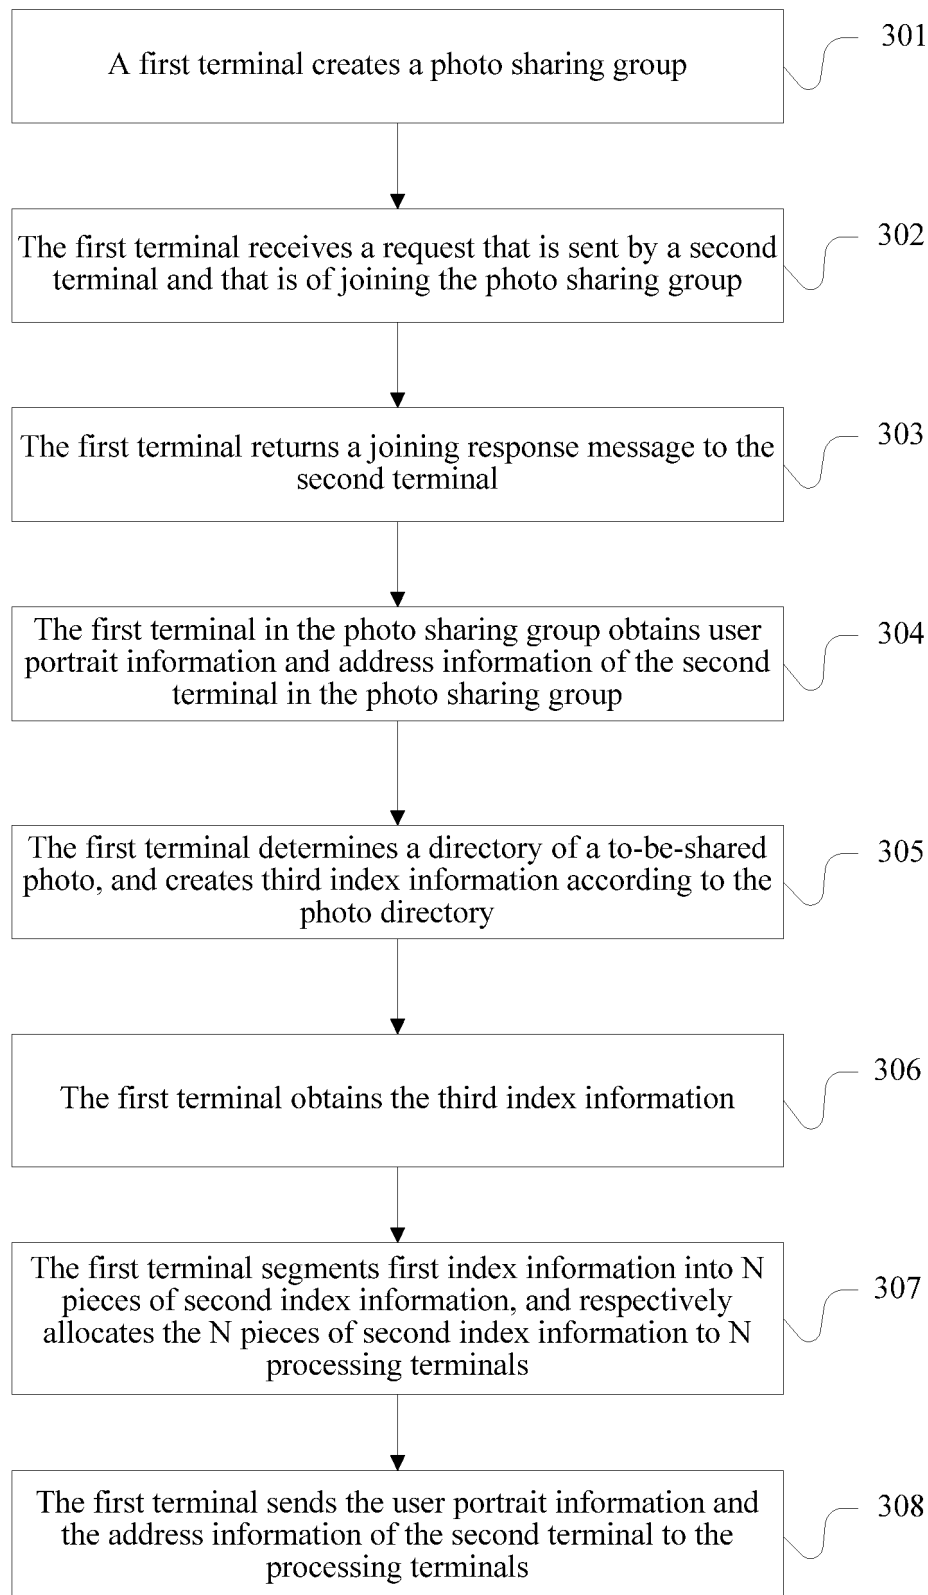 A first terminal creates a photo sharing group
301
The first terminal receives a request that is sent by a second
terminal and that is of joining the photo sharing group
302
The first terminal returns a joining response message to the
second terminal
303
The first terminal in the photo sharing group obtains user
portrait information and address information of the second
terminal in the photo sharing group
304
The first terminal determines a directory of a to-be-shared
photo, and creates third index information according to the
photo directory
305
The first terminal obtains the third index information
306
The first terminal segments first index information into N
pieces of second index information, and respectively
allocates the N pieces of second index information to N
processing terminals
307
The first terminal sends the user portrait information and
the address information of the second terminal to the
processing terminals
308